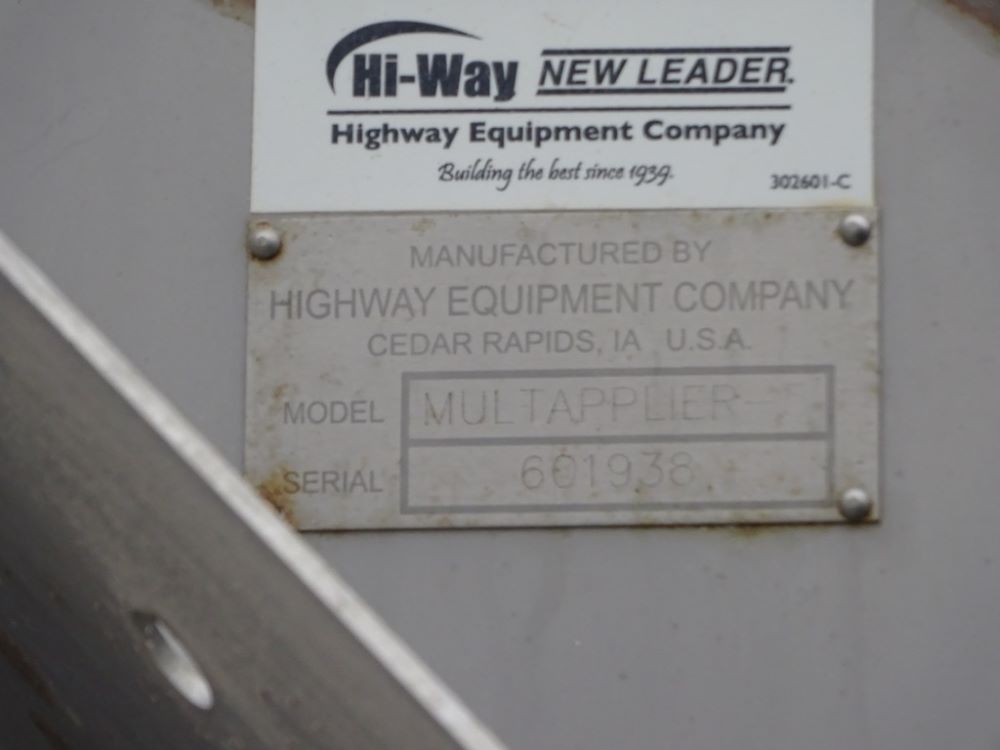 Hi-Way NEW LEADER.
Highway Equipment Company
Building the best since 1939.
302601-C
MANUFACTURED BY
HIGHWAY EQUIPMENT COMPANY
CEDAR RAPIDS, IA U.S.A.
MODEL MULTAPPLIER-T
SERIAL 601938